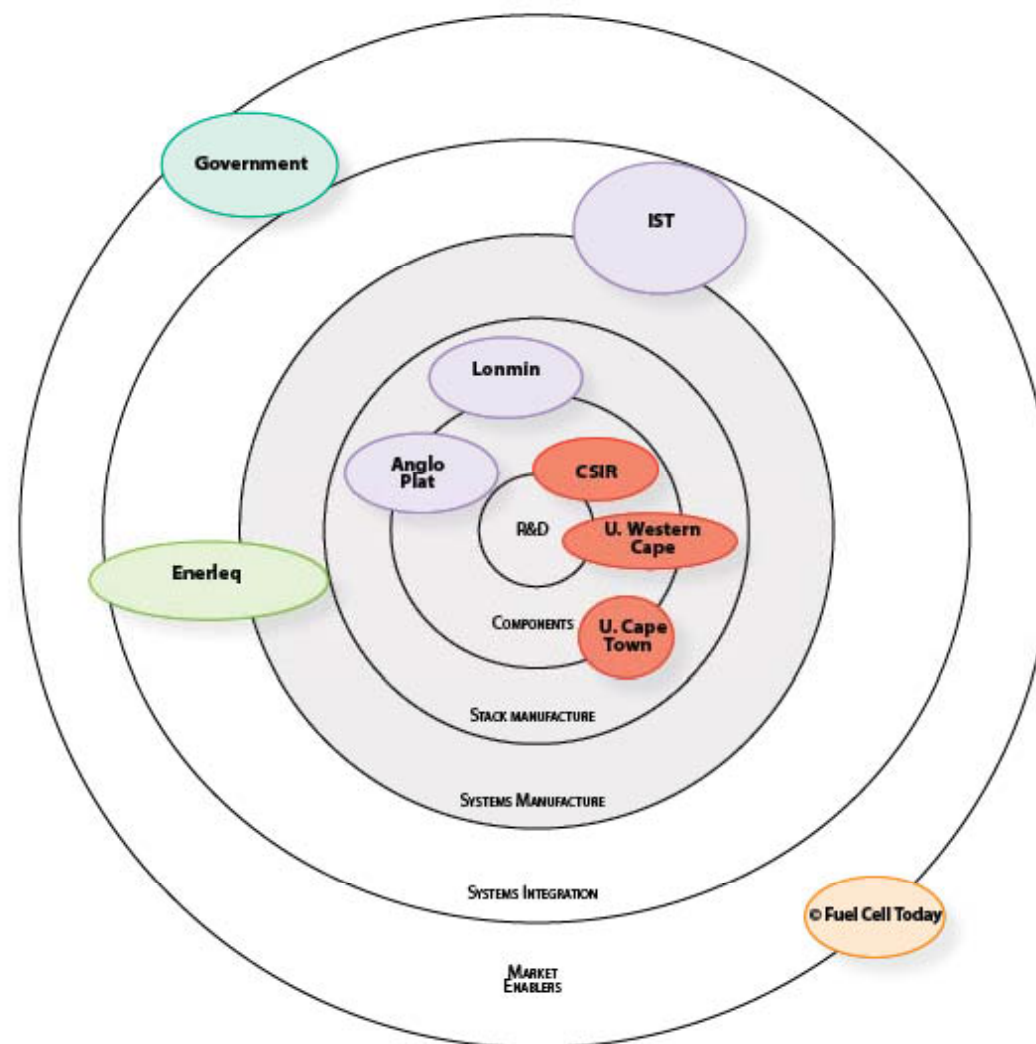 Government
IST
Lonmin
Anglo
Plat
CSIR
R&D
U. Western
Cape
Enerleq
COMPONENTS
U. Cape
Town
STACK MANUFACTURE
SYSTEMS MANUFACTURE
SYSTEMS INTEGRATION
© Fuel Cell Today
MARKET
ENABLERS